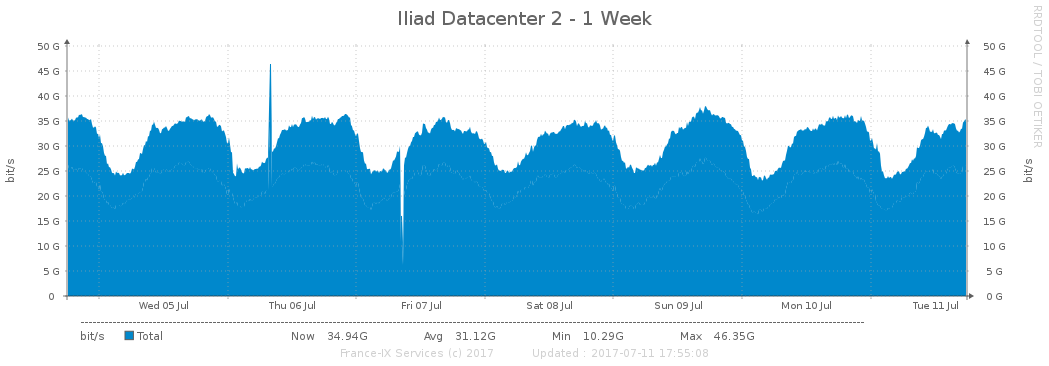 Iliad Datacenter 2 - 1 Week
RRDTOOL / TOBI OETIKER
50 G 50 G
45 G 45 G
40 G 40 G
35 G 35 G
30 G 30 G
25 G 25 G
20 G 20 G
15 G 15 G
10 G 10 G
5 G 5 G
0 0 G
bit/s bit/s
Wed 05 Jul Thu 06 Jul Fri 07 Jul Sat 08 Jul Sun 09 Jul Mon 10 Jul Tue 11 Jul
bit/s Total Now 34.94G Avg 31.12G Min 10.29G Max 46.35G
France-IX Services (c) 2017 Updated : 2017-07-11 17:55:08